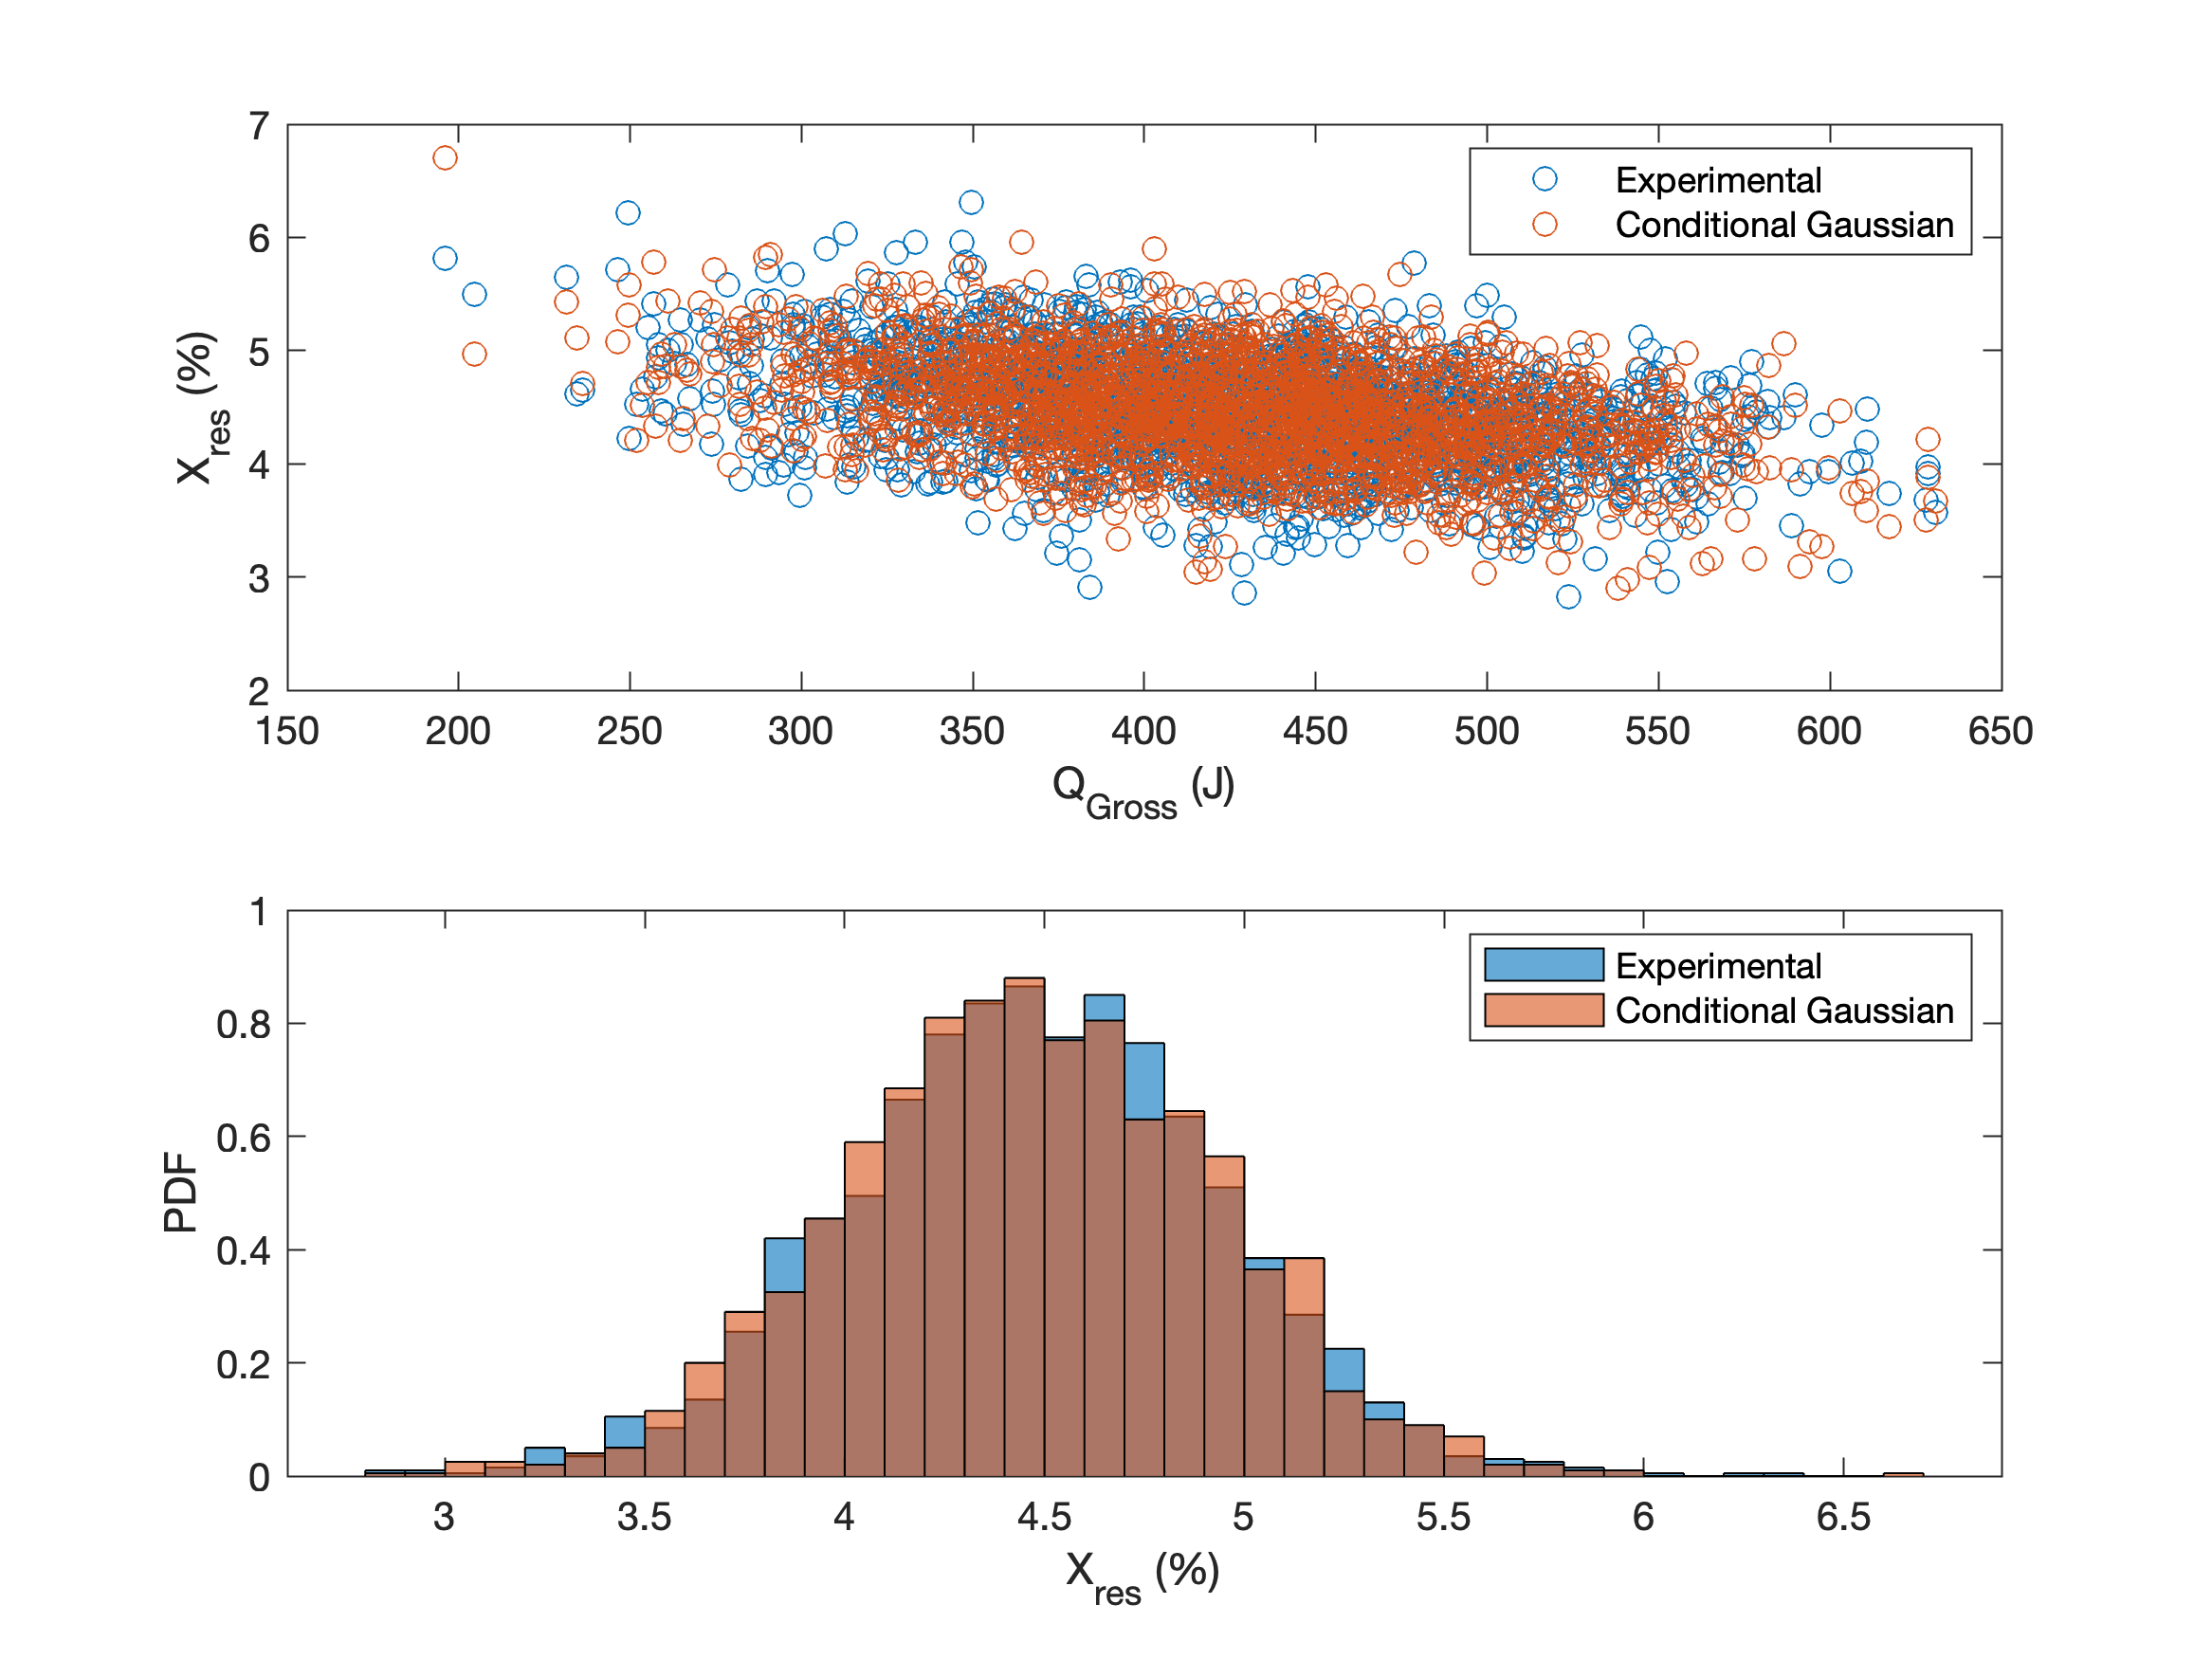 7
6
5
4
3
2
X_res (%)
Experimental
Conditional Gaussian
150 200 250 300 350 400 450 500 550 600 650
Q_Gross (J)
1
0.8
0.6
0.4
0.2
0
PDF
Experimental
Conditional Gaussian
3 3.5 4 4.5 5 5.5 6 6.5
X_res (%)